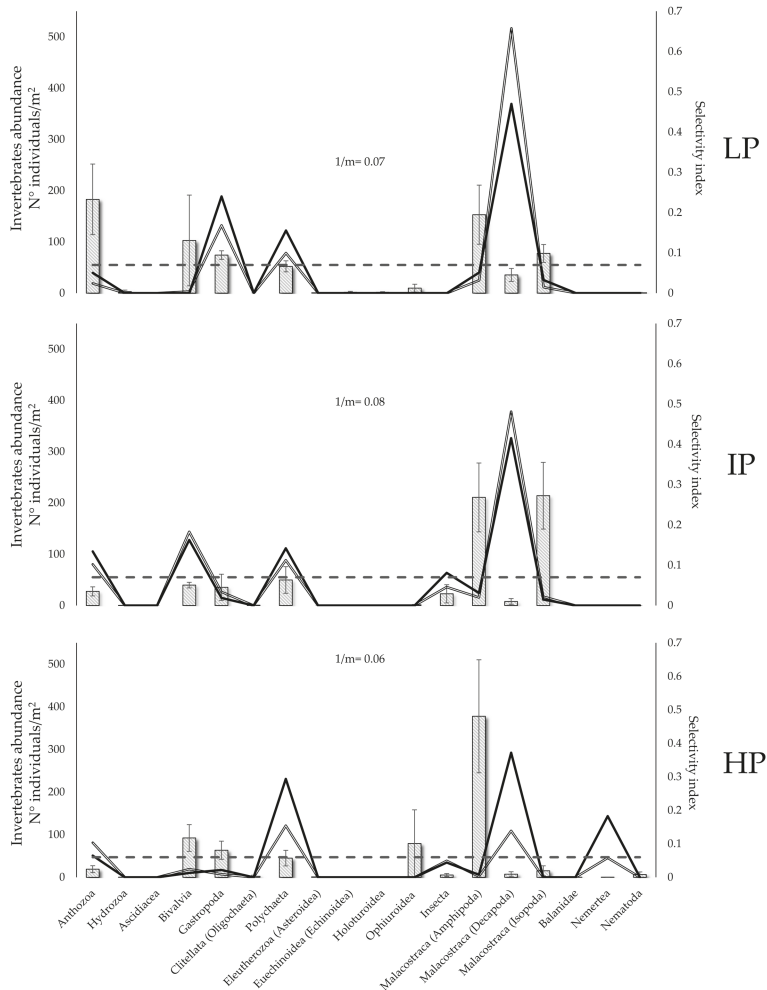 Invertebrates abundance
N° individuals/m²
500
400
300
200
100
0
1/m= 0.07
0.7
0.6
0.5
0.4
0.3
0.2
0.1
0
Selectivity index
LP
Invertebrates abundance
N° individuals/m²
500
400
300
200
100
0
1/m= 0.08
0.7
0.6
0.5
0.4
0.3
0.2
0.1
0
Selectivity index
IP
Invertebrates abundance
N° individuals/m²
500
400
300
200
100
0
1/m= 0.06
0.7
0.6
0.5
0.4
0.3
0.2
0.1
0
Selectivity index
HP
Anthozoa
Hydrozoa
Ascidiacea
Bivalvia
Gastropoda
Clitellata (Oligochaeta)
Polychaeta
Eleutherozoa (Asteroidea)
Euechinoidea (Echinoidea)
Holoturoidea
Ophiuroidea
Insecta
Malacostraca (Amphipoda)
Malacostraca (Decapoda)
Malacostraca (Isopoda)
Balanidae
Nemertea
Nematoda